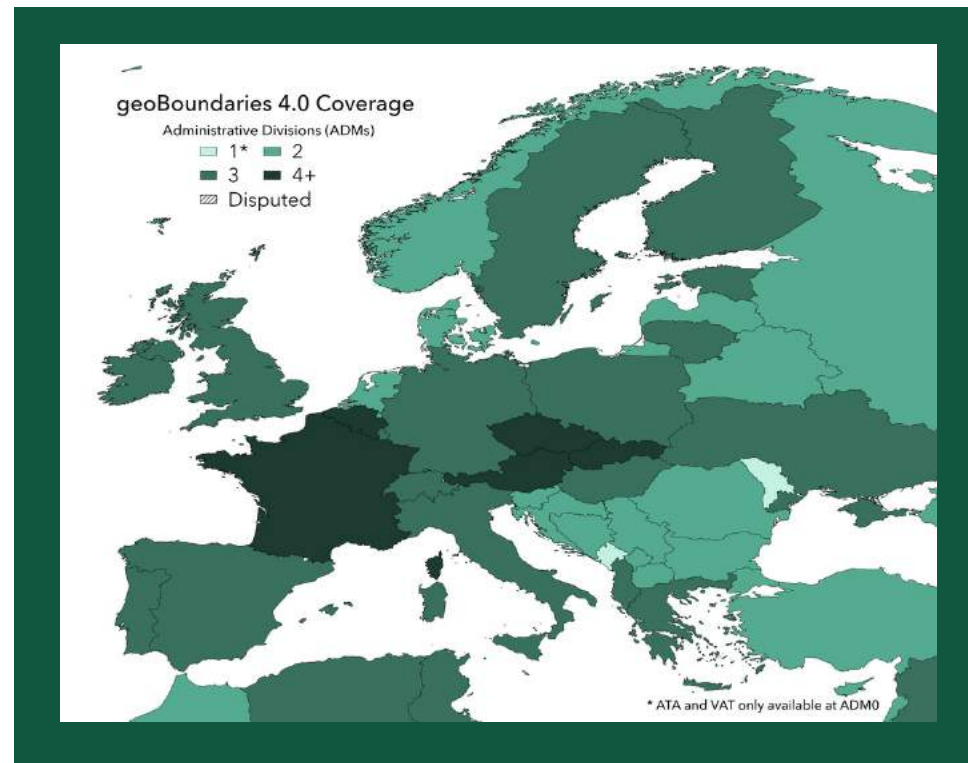 geoBoundaries 4.0 Coverage
Administrative Divisions (ADMs)
1* 2
3 4+
Disputed
* ATA and VAT only available at ADM0